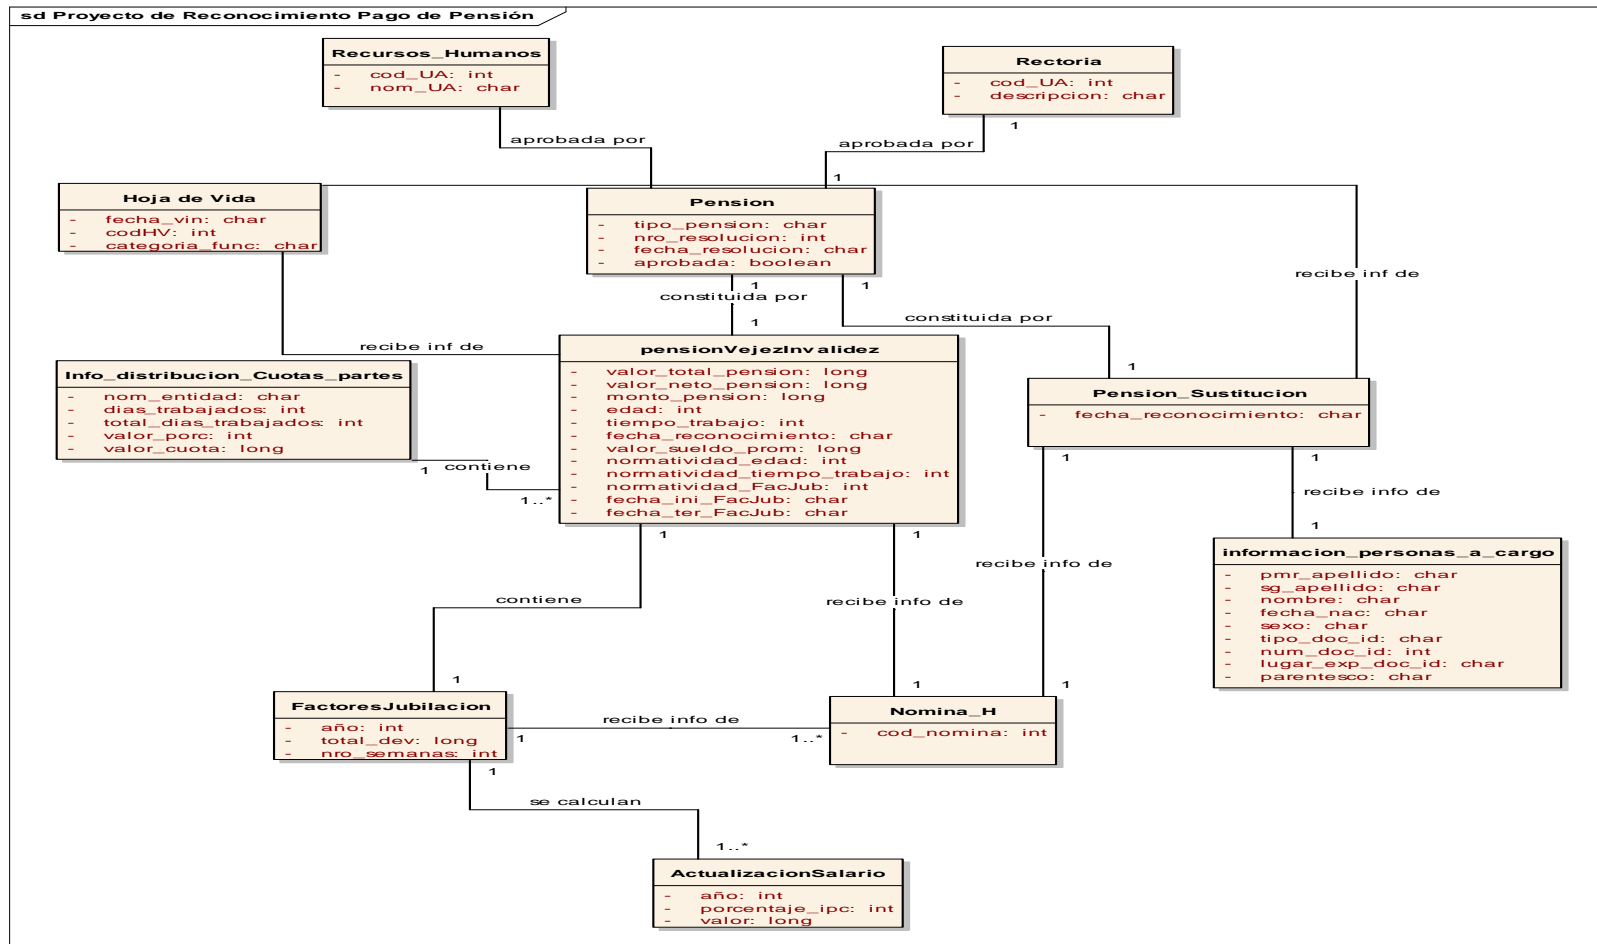 sd Proyecto de Reconocimiento Pago de Pensión
Recursos_Humanos
- cod_UA: int
- nom_UA: char
Rectoria
- cod_UA: int
- descripcion: char
1
aprobada por
aprobada por
1
Hoja de Vida
- fecha_vin: char
- codHV: int
- categoria_func: char
Pension
- tipo_pension: char
- nro_resolucion: int
- fecha_resolucion: char
- aprobada: boolean
recibe inf de
1
1
constituida por
constituida por
1
1
recibe inf de
pensionVejezInvalidez
- valor_total_pension: long
- valor_neto_pension: long
- monto_pension: long
- edad: int
- tiempo_trabajo: int
- fecha_reconocimiento: char
- valor_sueldo_prom: long
- normatividad_edad: int
- normatividad_tiempo_trabajo: int
- normatividad_FacJub: int
- fecha_ini_FacJub: char
- fecha_ter_FacJub: char
Info_distribucion_Cuotas_partes
- nom_entidad: char
- dias_trabajados: int
- total_dias_trabajados: int
- valor_porc: int
- valor_cuota: long
1
contiene
1..*
Pension_Sustitucion
- fecha_reconocimiento: char
1
1
recibe info de
1
informacion_personas_a_cargo
- pmr_apellido: char
- sg_apellido: char
- nombre: char
- fecha_nac: char
- sexo: char
- tipo_doc_id: char
- num_doc_id: int
- lugar_exp_doc_id: char
- parentesco: char
1
1
recibe info de
contiene
recibe info de
1
1
1
FactoresJubilacion
- año: int
- total_dev: long
- nro_semanas: int
recibe info de
1
1..*
Nomina_H
- cod_nomina: int
1
se calculan
1..*
ActualizacionSalario
- año: int
- porcentaje_ipc: int
- valor: long